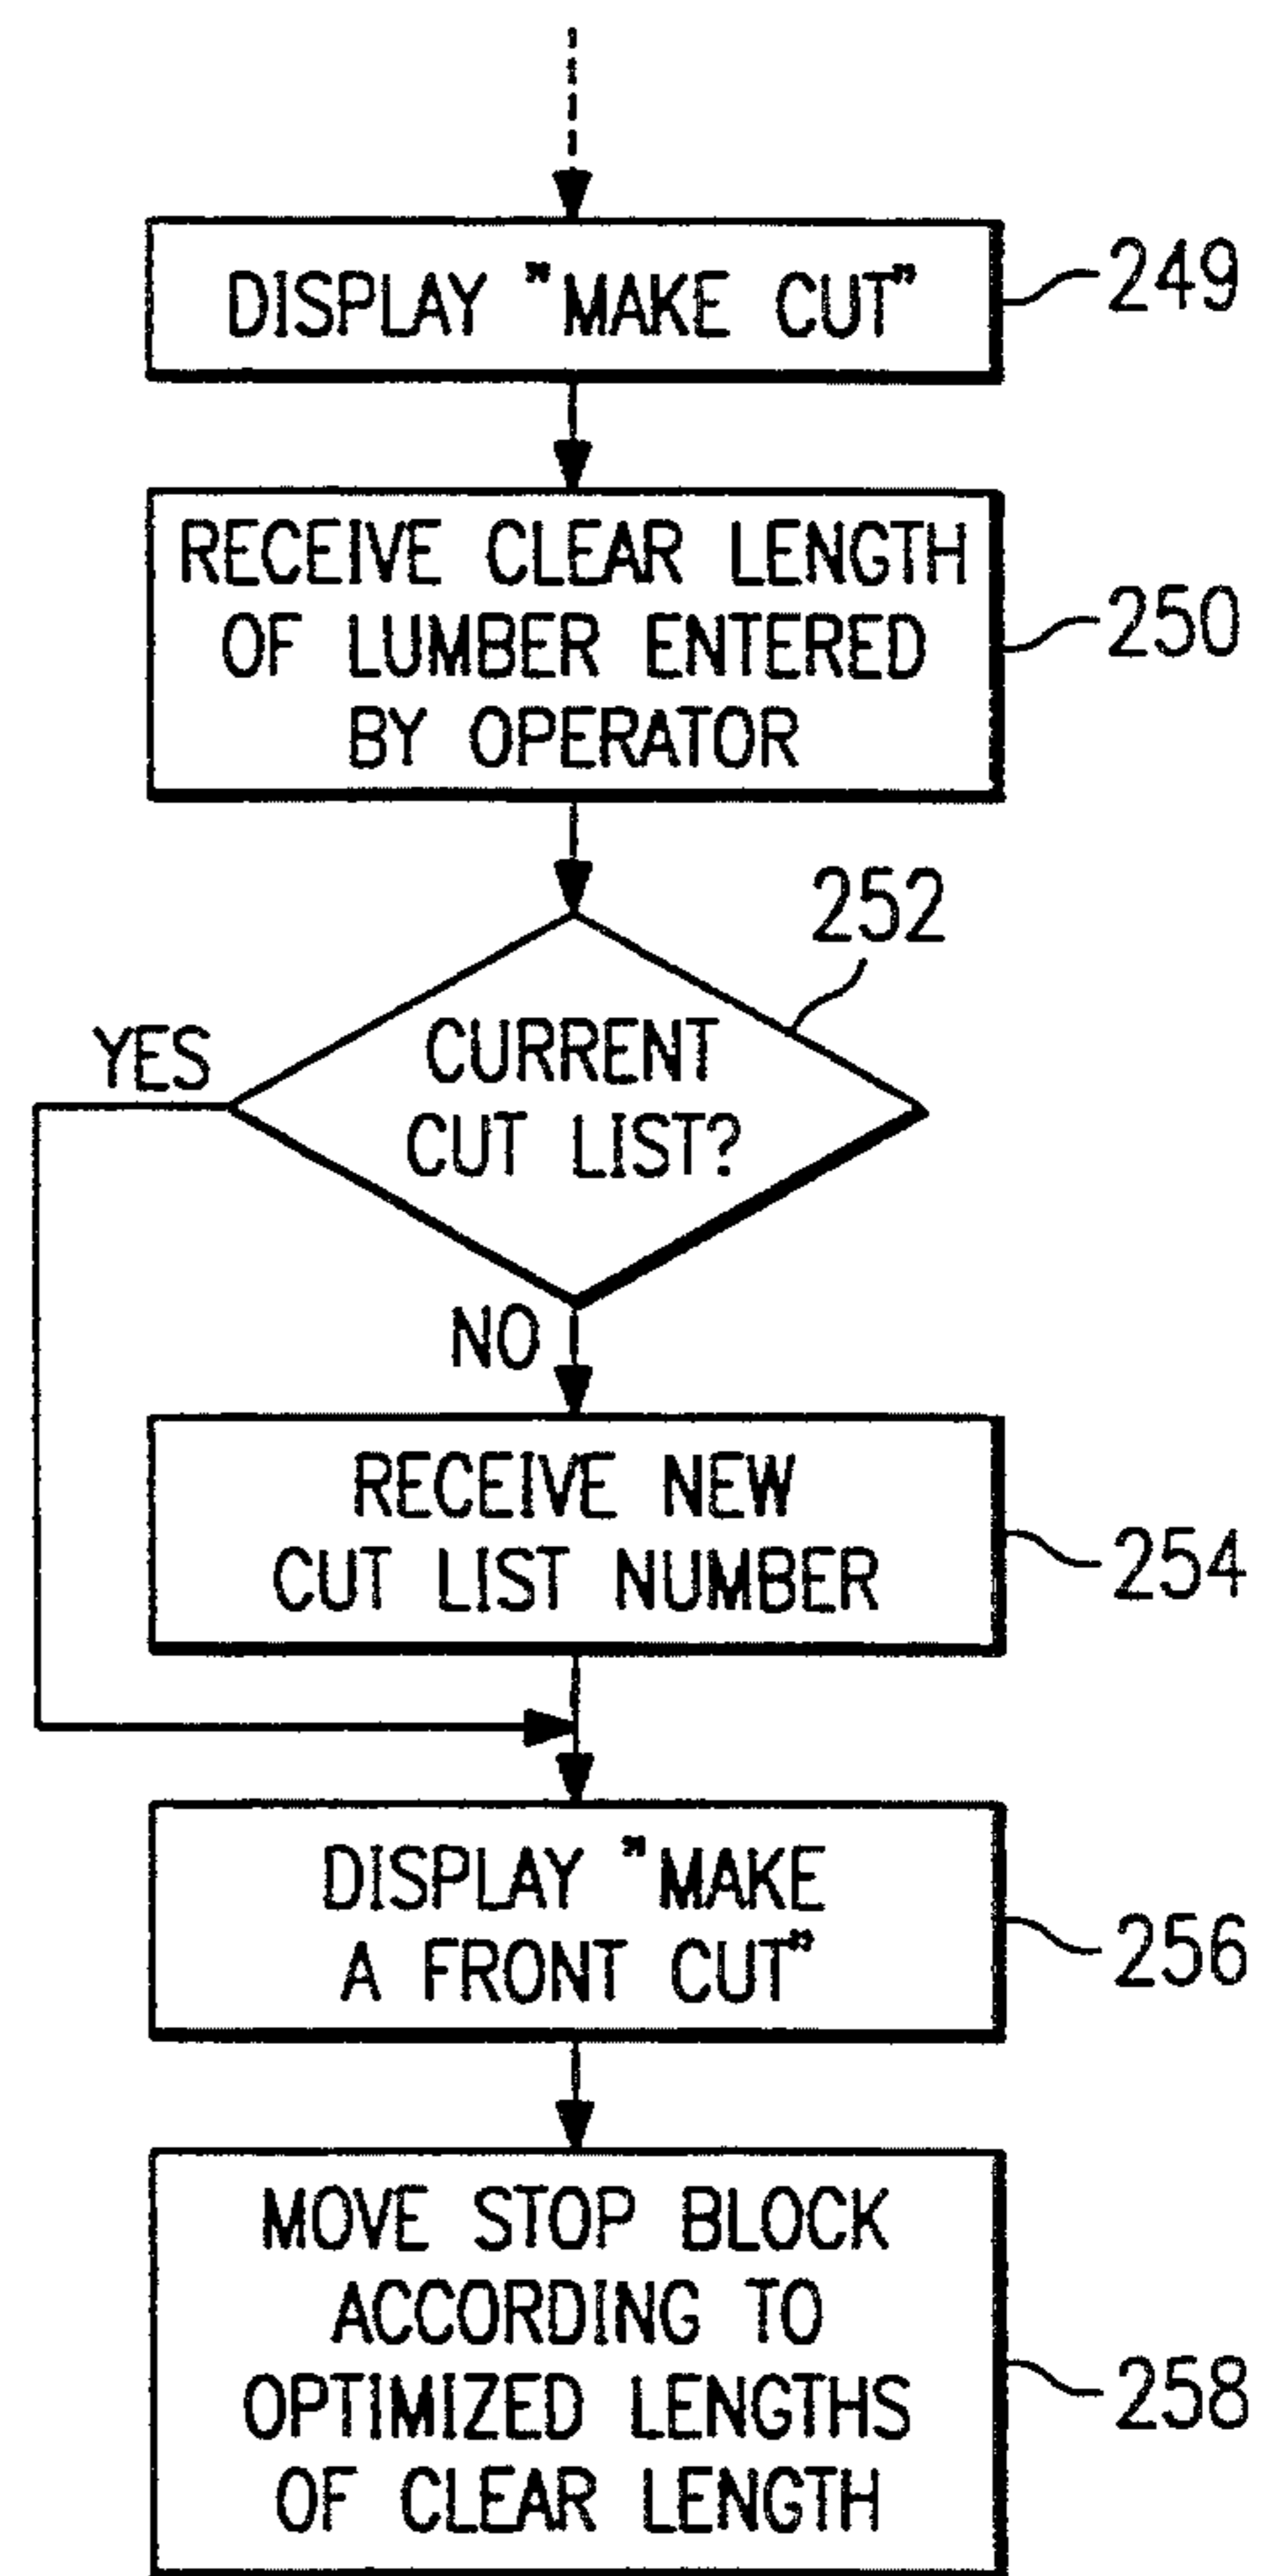 DISPLAY "MAKE CUT"
249
RECEIVE CLEAR LENGTH
OF LUMBER ENTERED
BY OPERATOR
250
252
CURRENT
CUT LIST?
YES
NO
RECEIVE NEW
CUT LIST NUMBER
254
DISPLAY "MAKE
A FRONT CUT"
256
MOVE STOP BLOCK
ACCORDING TO
OPTIMIZED LENGTHS
OF CLEAR LENGTH
258